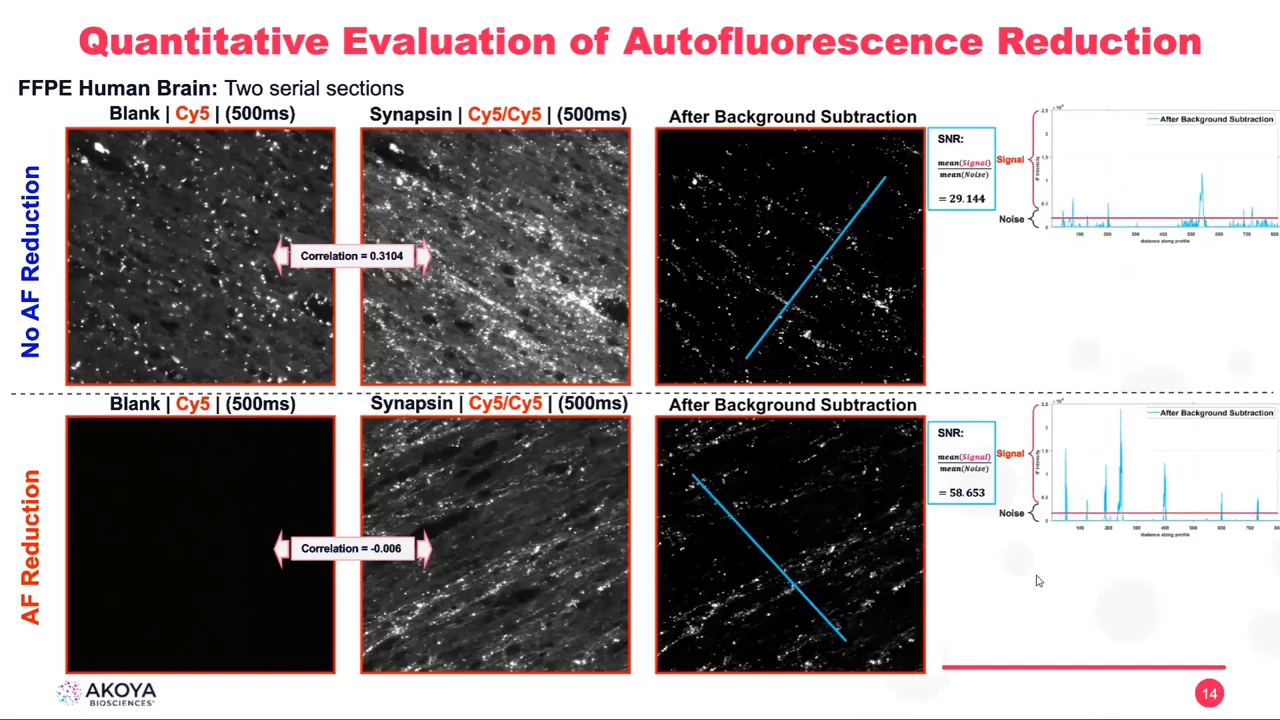 Quantitative Evaluation of Autofluorescence Reduction
FFPE Human Brain: Two serial sections
No AF Reduction
Blank | Cy5 | (500ms)
Synapsin | Cy5/Cy5 | (500ms)
After Background Subtraction
Correlation = 0.3104
SNR:
mean(Signal)
mean(Noise)
= 29.144
Signal
Noise
After Background Subtraction
distance along profile
AF Reduction
Blank | Cy5 | (500ms)
Synapsin | Cy5/Cy5 | (500ms)
After Background Subtraction
Correlation = -0.006
SNR:
mean(Signal)
mean(Noise)
= 58.653
Signal
Noise
After Background Subtraction
distance along profile
AKOYA
BIOSCIENCES
14